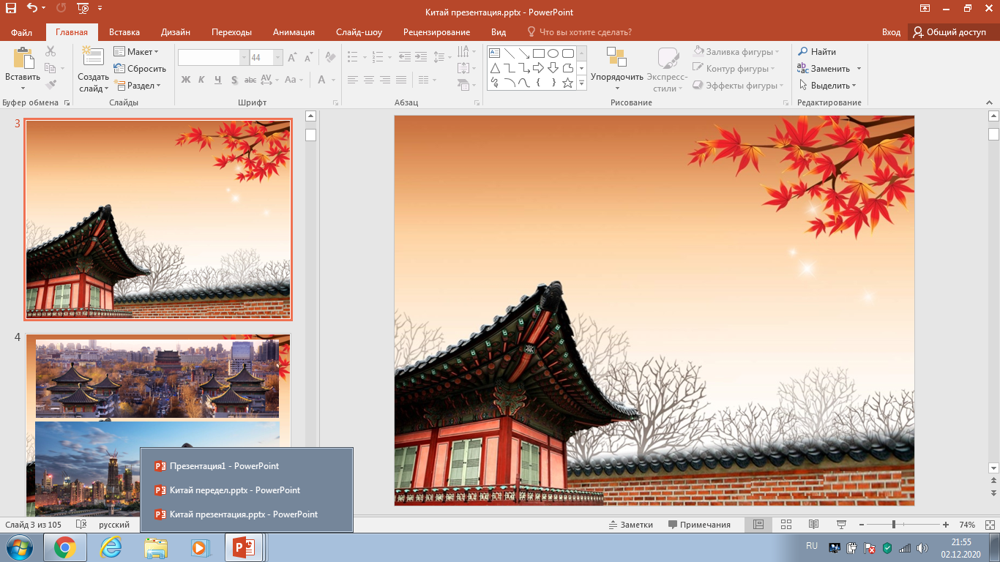 Китай презентация.pptx - PowerPoint
Файл Главная Вставка Дизайн Переходы Анимация Слайд-шоу Рецензирование Вид Что вы хотите сделать? Вход Общий доступ
Вставить
Создать слайд
Макет
Сбросить
Раздел
44
Ж К Ч S abc AV Aa A
Упорядочить
Экспресс-стили
Заливка фигуры
Контур фигуры
Эффекты фигуры
Найти
Заменить
Выделить
Буфер обмена Слайды Шрифт Абзац Рисование Редактирование
3
4
Презентация1 - PowerPoint
Китай передел.pptx - PowerPoint
Китай презентация.pptx - PowerPoint
Слайд 3 из 105 русский Заметки Примечания 74%
RU 21:55
02.12.2020